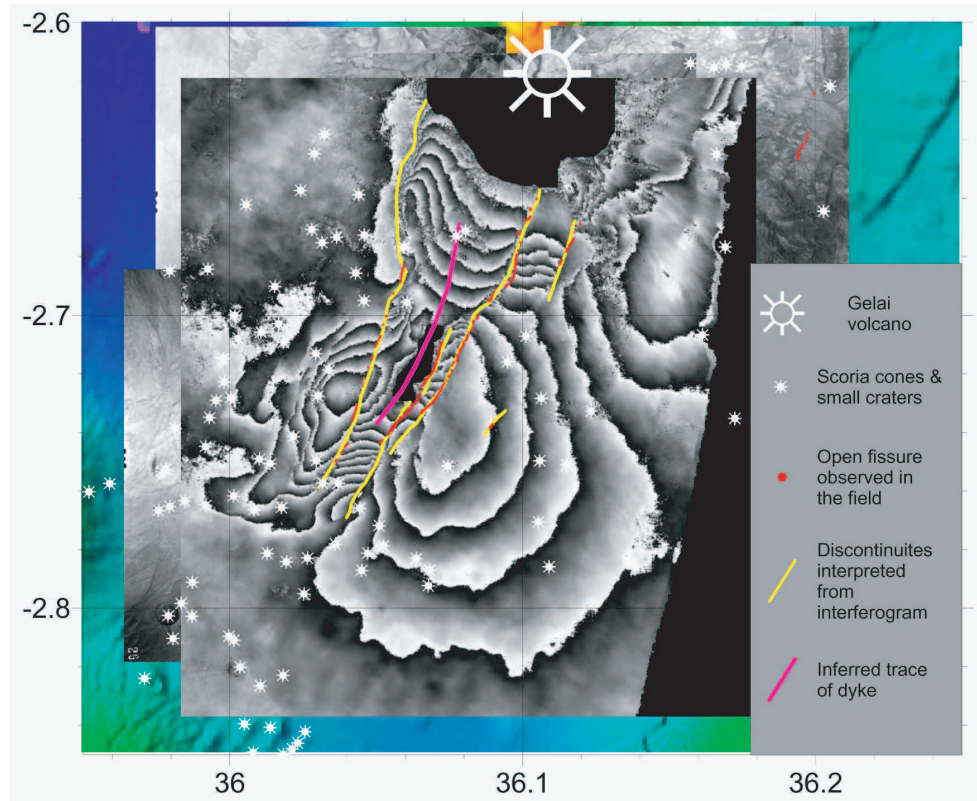 -2.6
-2.7
-2.8
36
36.1
36.2
Gelai
volcano
Scoria cones &
small craters
Open fissure
observed in
the field
Discontinuites
interpreted
from
interferogram
Inferred trace
of dyke